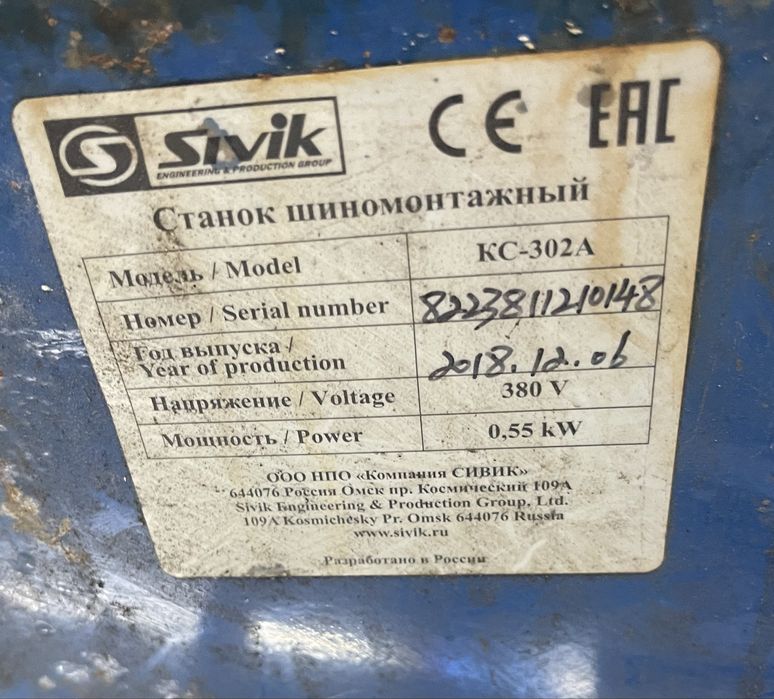 Sivik
ENGINEERING & PRODUCTION GROUP
CE EAC
Станок шиномонтажный
Модель / Model КС-302А
Номер / Serial number 8223811210148
Год выпуска /
Year of production 2018.12.06
Напряжение / Voltage 380 V
Мощность / Power 0,55 kW
ООО НПО «Компания СИВИК»
644076 Россия Омск пр. Космический 109А
Sivik Engineering & Production Group, Ltd.
109A Kosmichesky Pr. Omsk 644076 Russia
www.sivik.ru
Разработано в России